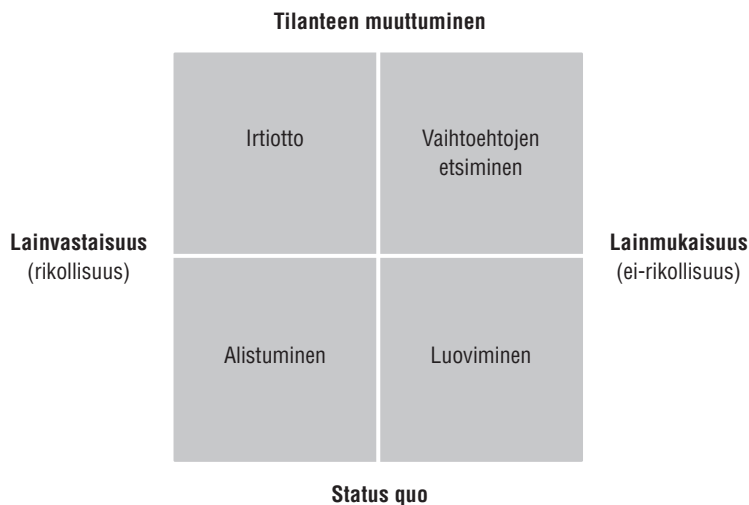 Tilanteen muuttuminen
Irtiotto
Vaihtoehtojen
etsiminen
Lainvastaisuus
(rikollisuus)
Lainmukaisuus
(ei-rikollisuus)
Alistuminen
Luoviminen
Status quo